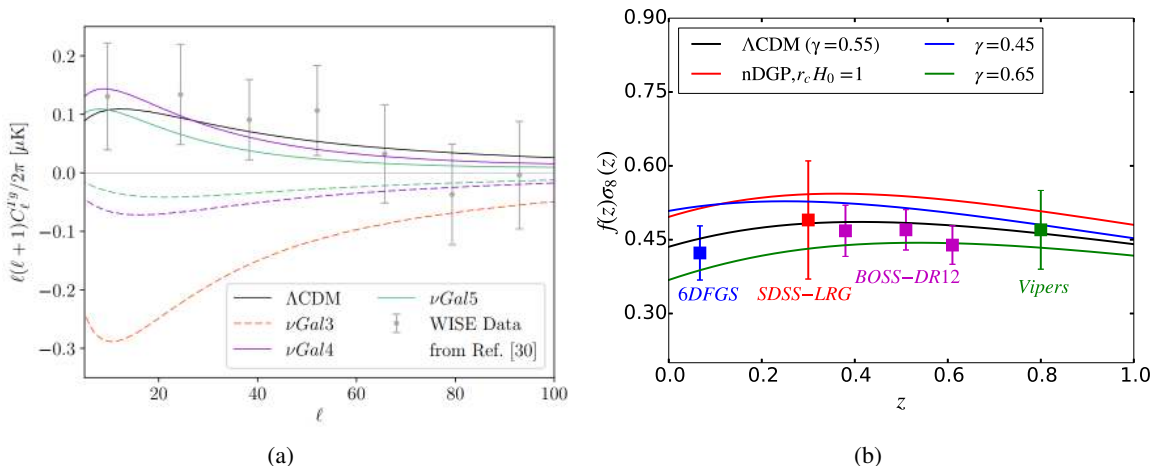 0.2
0.1
0.0
−0.1
−0.2
−0.3
ℓ(ℓ + 1)C_ℓ^{Tg}/2π [μK]
ΛCDM
νGal3
νGal4
νGal5
WISE Data
from Ref. [30]
20 40 60 80 100
ℓ
(a)
0.90
0.75
0.60
0.45
0.30
f(z)σ₈(z)
ΛCDM (γ=0.55)
nDGP,r_cH₀=1
γ=0.45
γ=0.65
6DFGS
SDSS−LRG
BOSS−DR12
Vipers
0.0 0.2 0.4 0.6 0.8 1.0
z
(b)